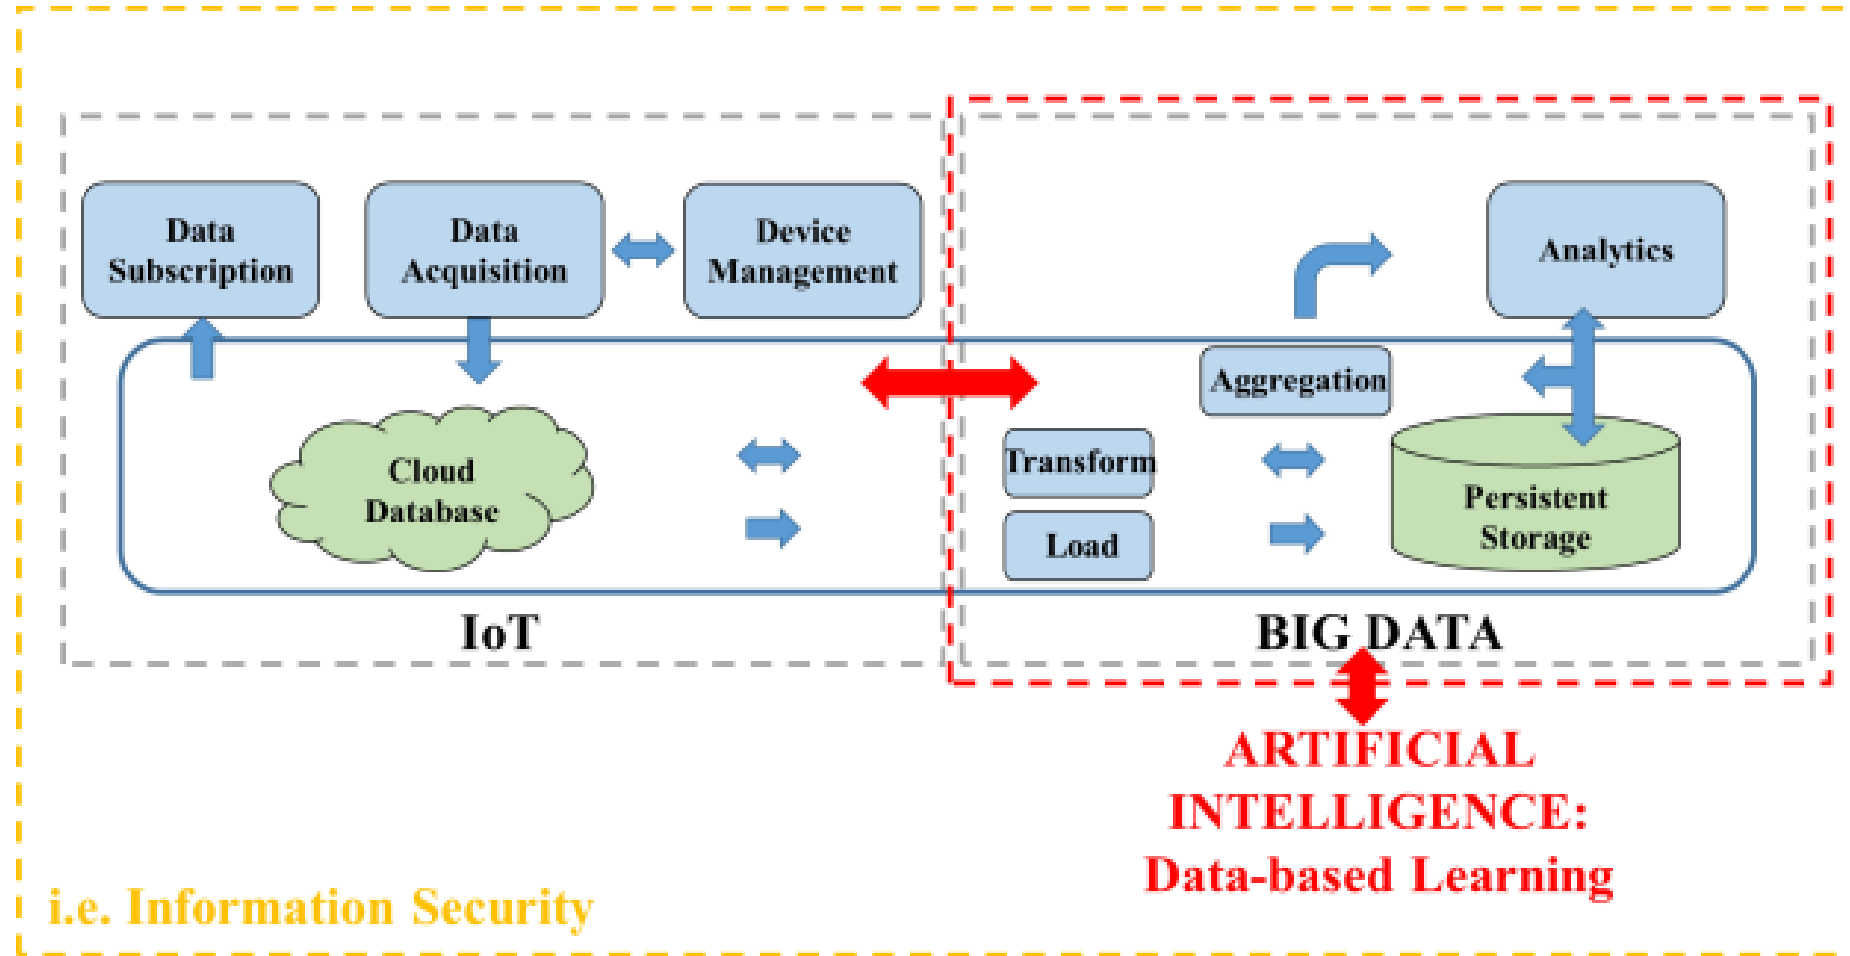 Data
Subscription
Data
Acquisition
Device
Management
Analytics
Aggregation
Cloud
Database
Transform
Load
Persistent
Storage
IoT
BIG DATA
ARTIFICIAL
INTELLIGENCE:
Data-based Learning
i.e. Information Security